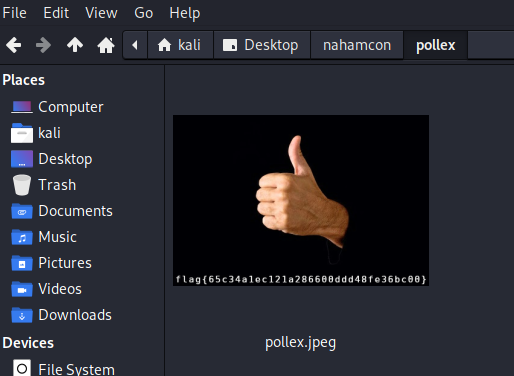 File Edit View Go Help
kali Desktop nahamcon pollex
Places
Computer
kali
Desktop
Trash
Documents
Music
Pictures
Videos
Downloads
Devices
File System
flag{65c34a1ec121a286600ddd48fe36bc00}
pollex.jpeg